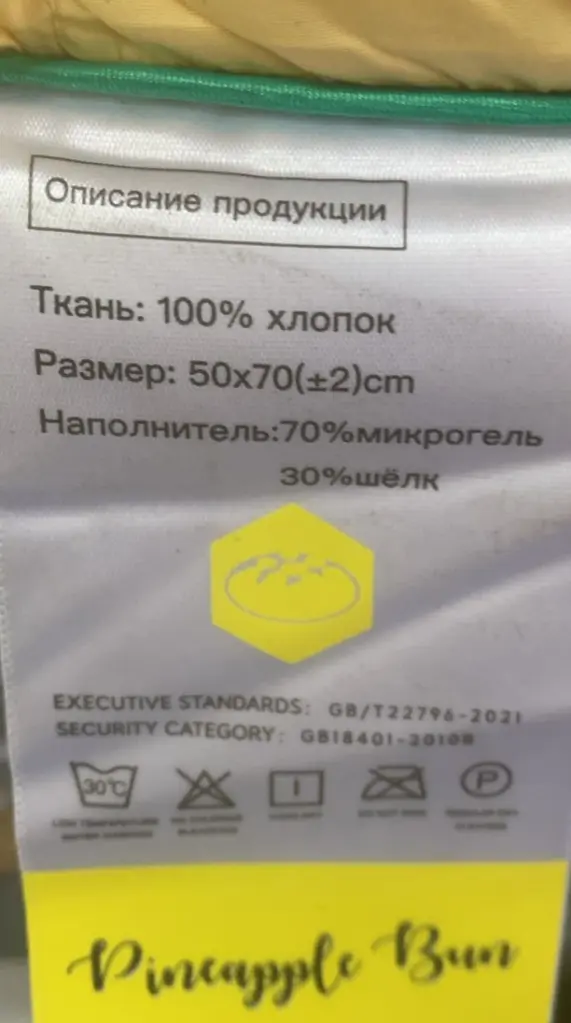 Описание продукции
Ткань: 100% хлопок
Размер: 50x70(±2)cm
Наполнитель:70%микрогель
30%шёлк
EXECUTIVE STANDARDS: GB/T22796-2021
SECURITY CATEGORY: GB18401-2010B
30℃
P
Pineapple Bun